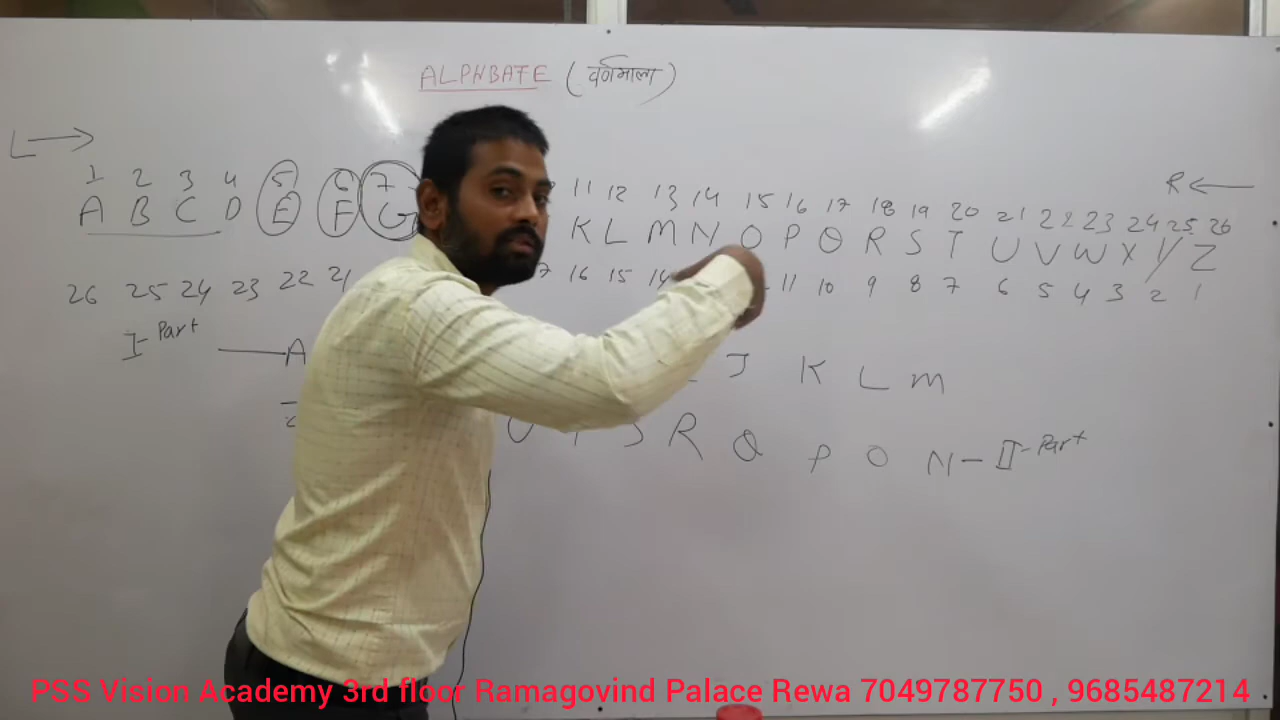 ALPHBATE (वर्णमाला)
L →
R ←
1 2 3 4 5 6 7 11 12 13 14 15 16 17 18 19 20 21 22 23 24 25 26
A B C D E F G K L M N O P Q R S T U V W X Y Z
26 25 24 23 22 21 16 15 14 11 10 9 8 7 6 5 4 3 2 1
I-Part — A J K L M
R Q P O N — II-Part
PSS Vision Academy 3rd floor Ramagovind Palace Rewa 7049787750 , 9685487214